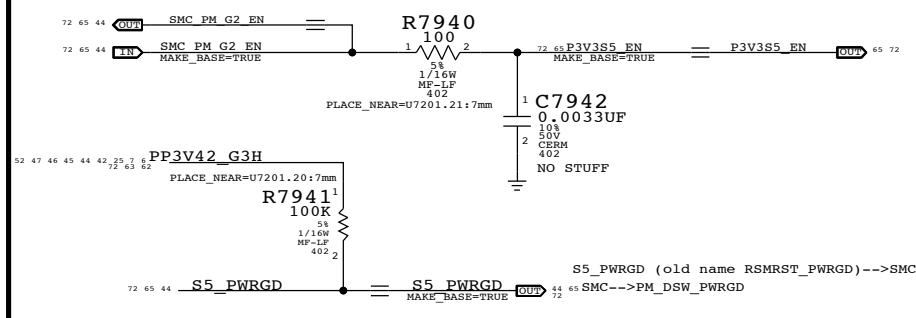 72 65 44 OUT SMC_PM_G2_EN
72 65 44 IN SMC_PM_G2_EN
MAKE_BASE=TRUE
R7940
100
1 2
5%
1/16W
MF-LF
402
PLACE_NEAR=U7201.21:7mm
72 65 P3V3S5_EN
MAKE_BASE=TRUE
P3V3S5_EN OUT 65 72
1 C7942
0.0033UF
10%
50V
2 CERM
402
NO STUFF
52 47 46 45 44 42 25 7 6 PP3V42_G3H
72 63 62
PLACE_NEAR=U7201.20:7mm
R7941 1
100K
5%
1/16W
MF-LF
402 2
72 65 44 S5_PWRGD
S5_PWRGD OUT 44 65
72
MAKE_BASE=TRUE
S5_PWRGD (old name RSMRST_PWRGD)-->SMC
SMC-->PM_DSW_PWRGD